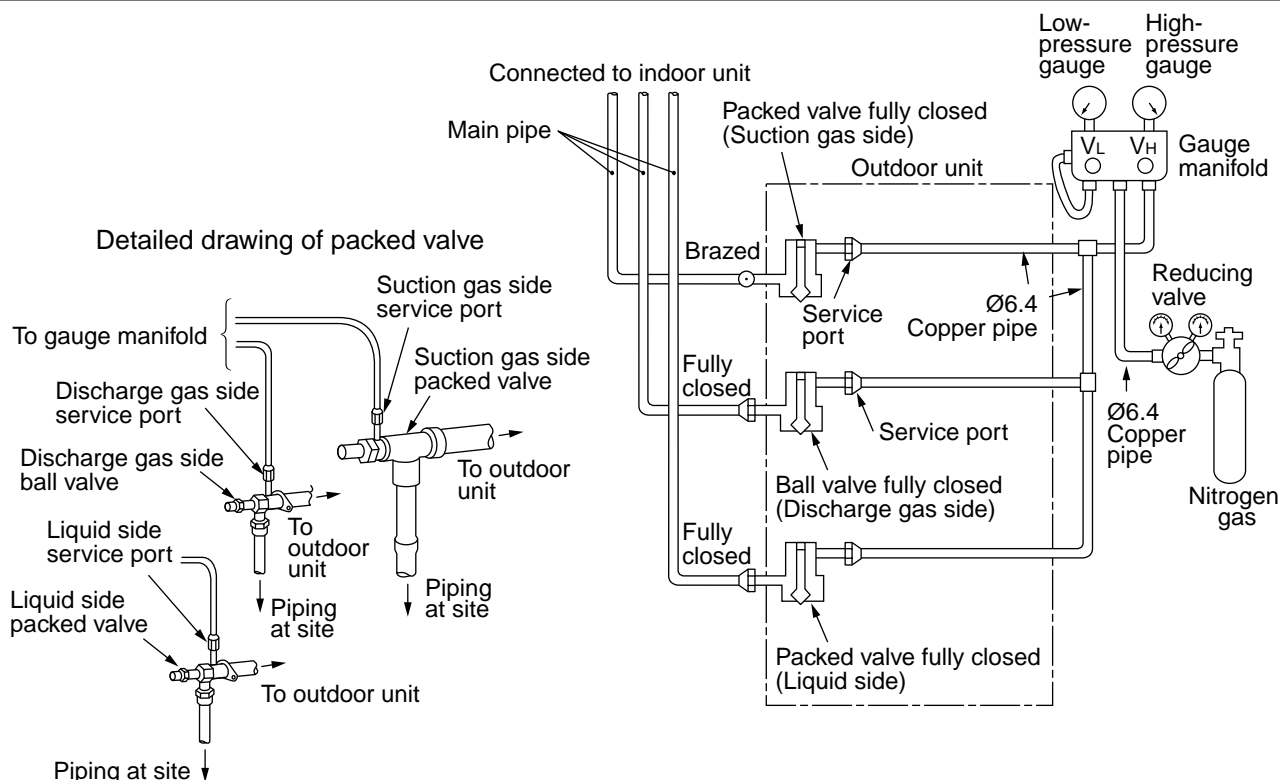 Low-
pressure
gauge
High-
pressure
gauge
Connected to indoor unit
Main pipe
Packed valve fully closed
(Suction gas side)
VL
VH
Gauge
manifold
Outdoor unit
Detailed drawing of packed valve
Brazed
Suction gas side
service port
Reducing
valve
Service
port
Ø6.4
Copper pipe
To gauge manifold
Suction gas side
packed valve
Fully
closed
Discharge gas side
service port
Ø6.4
Copper
pipe
Service port
Discharge gas side
ball valve
To outdoor
unit
Ball valve fully closed
(Discharge gas side)
Nitrogen
gas
Liquid side
service port
To
outdoor
unit
Fully
closed
Piping
at site
Piping
at site
Liquid side
packed valve
Packed valve fully closed
(Liquid side)
To outdoor unit
Piping at site